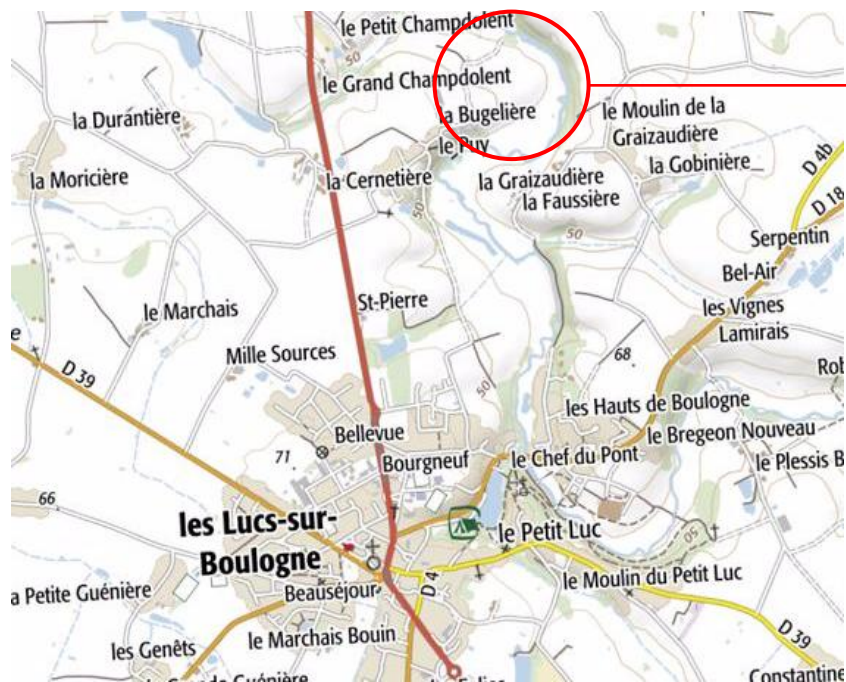 le Petit Champdolent
50
le Grand Champdolent
la Durantière
la Bugelière
le Moulin de la
Graizaudière
le Puy
la Gobinière
D 4b
la Moricière
la Cernetière
la Graizaudière
la Faussière
D 18
50
50
Serpentin
Bel-Air
St-Pierre
les Vignes
le Marchais
Lamirais
Mille Sources
68
D 39
50
les Hauts de Boulogne
Bellevue
le Bregeon Nouveau
71
Bourgneuf
le Chef du Pont
le Plessis B
66
les Lucs-sur-
Boulogne
le Petit Luc
50
le Moulin du Petit Luc
a Petite Guénière
Beauséjour
D 4
D 39
les Genêts
le Marchais Bouin
Constantine